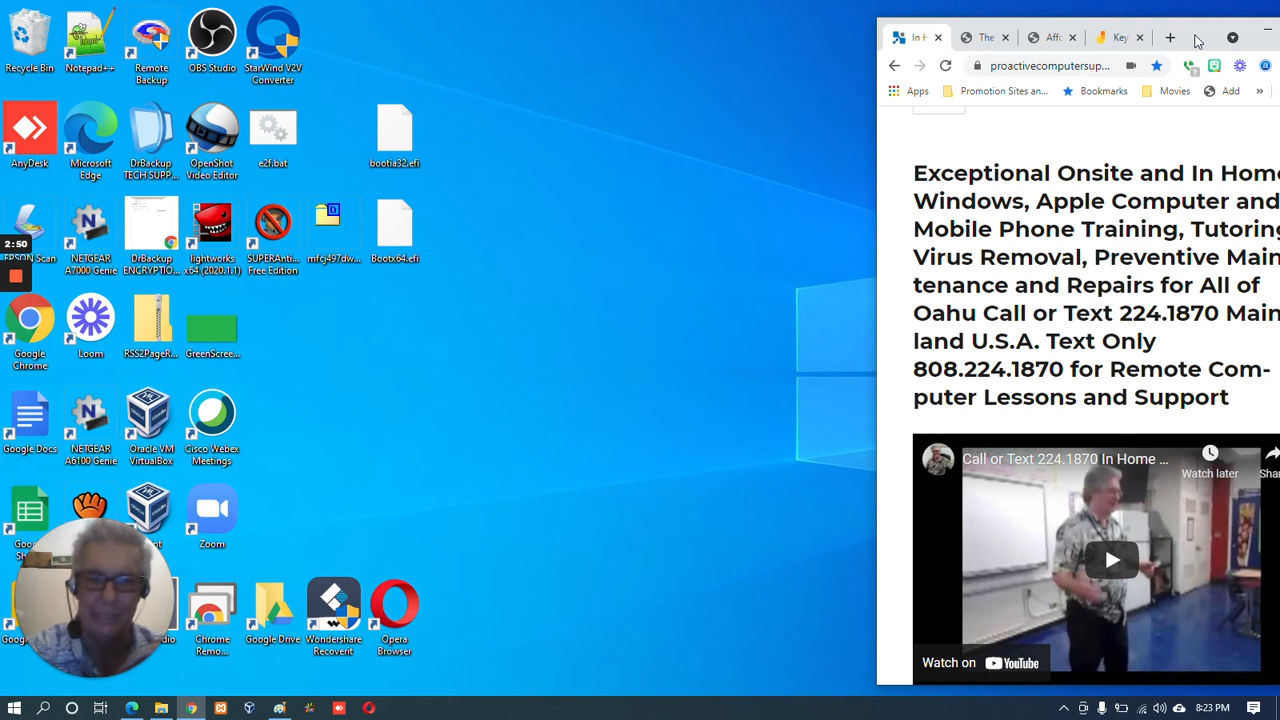 Recycle Bin
Notepad++
Remote
Backup
OBS Studio
StarWind V2V
Converter
AnyDesk
Microsoft
Edge
DrBackup
TECH SUPP...
OpenShot
Video Editor
e2f.bat
bootia32.efi
2:50
EPSON Scan
NETGEAR
A7000 Genie
DrBackup
ENCRYPTIO...
lightworks
x64 (2020.1.1)
SUPERAnti...
Free Edition
mfcj497dw...
Bootx64.efi
Google
Chrome
Loom
RSS2PageR...
GreenScree...
Google Docs
NETGEAR
A6100 Genie
Oracle VM
VirtualBox
Cisco Webex
Meetings
Zoom
Chrome
Remo...
Google Drive
Wondershare
Recoverit
Opera
Browser
In H
The
Affo
Key
proactivecomputersup...
Apps
Promotion Sites an...
Bookmarks
Movies
Add
»
Exceptional Onsite and In Home
Windows, Apple Computer and
Mobile Phone Training, Tutoring
Virus Removal, Preventive Main
tenance and Repairs for All of
Oahu Call or Text 224.1870 Main
land U.S.A. Text Only
808.224.1870 for Remote Com-
puter Lessons and Support
Call or Text 224.1870 In Home ...
Watch later
Shar
Watch on YouTube
8:23 PM